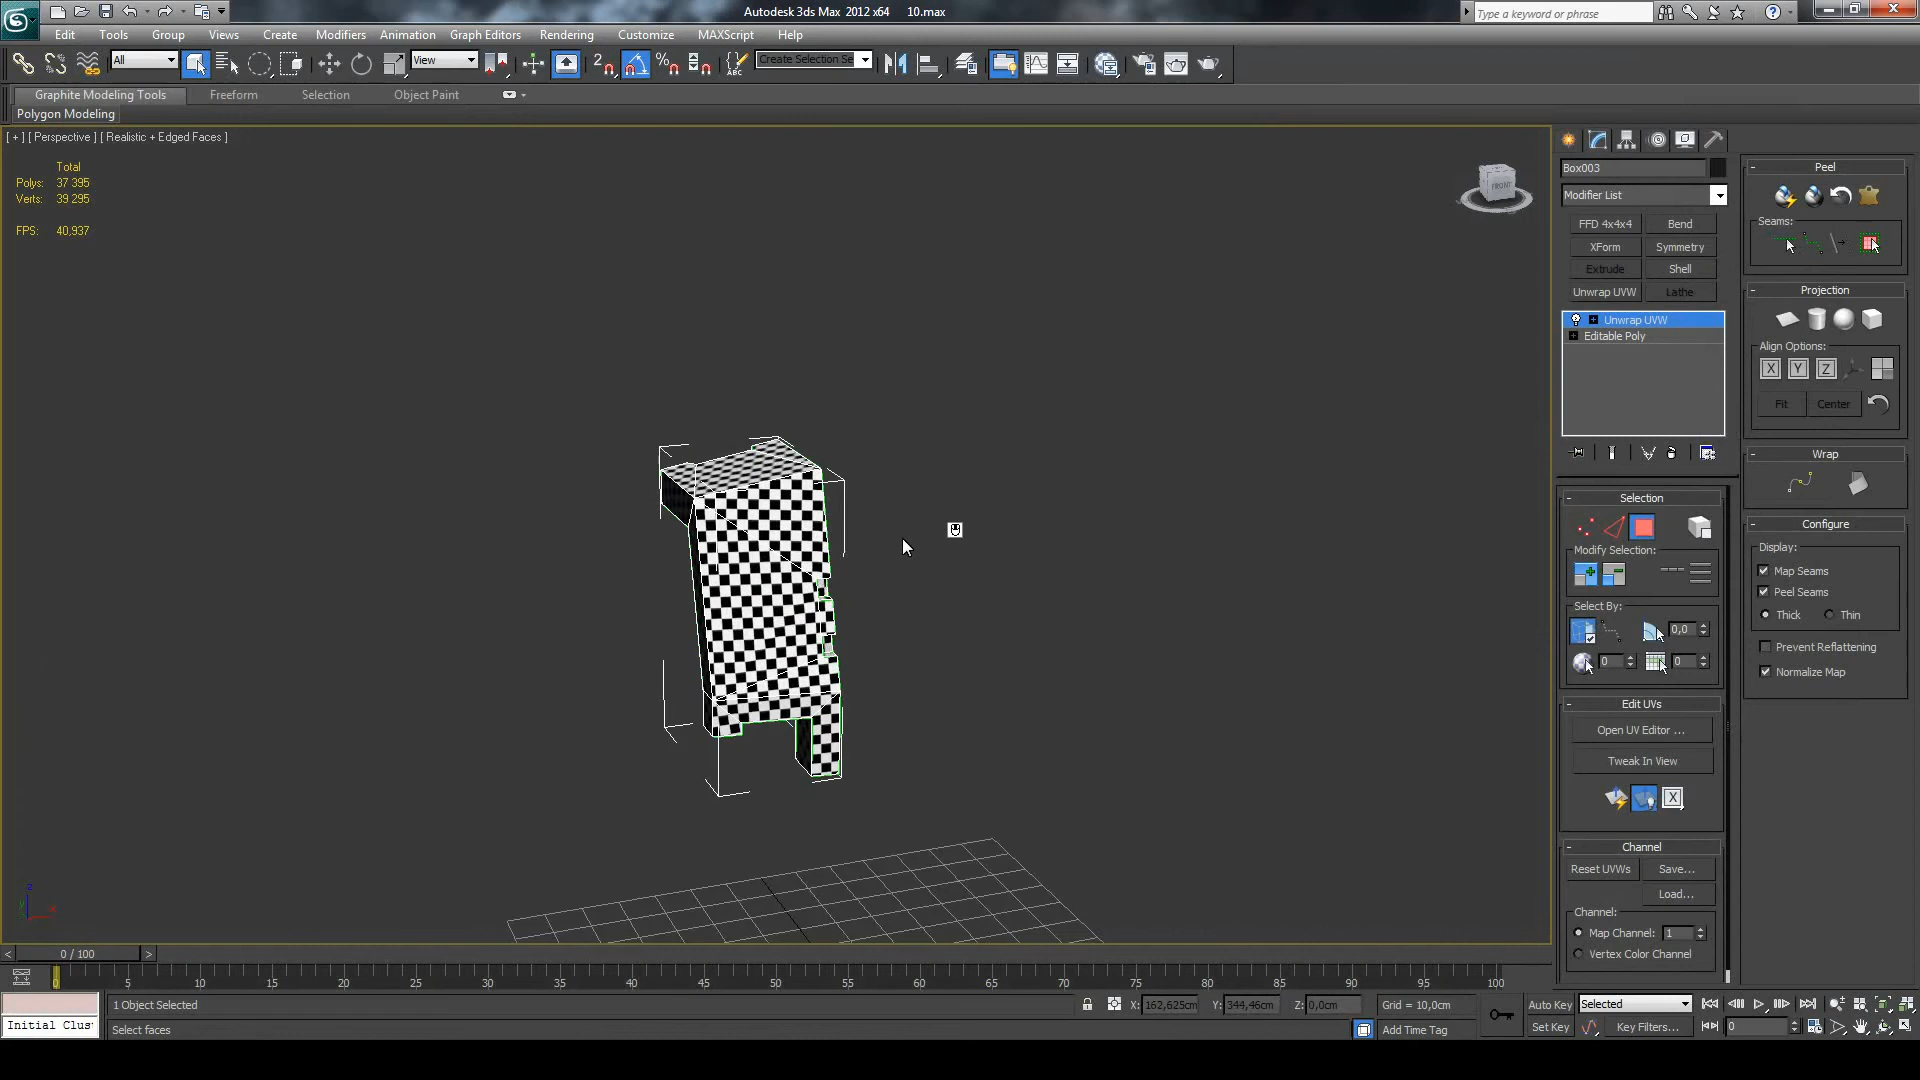 Autodesk 3ds Max 2012 x64 10.max
Type a keyword or phrase
Edit Tools Group Views Create Modifiers Animation Graph Editors Rendering Customize MAXScript Help
All
View
Create Selection Se
Graphite Modeling Tools Freeform Selection Object Paint
Polygon Modeling
[ + ] [ Perspective ] [ Realistic + Edged Faces ]
Total
Polys: 37 395
Verts: 39 295
FPS: 40,937
FRONT
Box003
Modifier List
FFD 4x4x4 Bend
XForm Symmetry
Extrude Shell
Unwrap UVW Lathe
Unwrap UVW
Editable Poly
Selection
Modify Selection:
Select By:
0,0
0 0
Edit UVs
Open UV Editor ...
Tweak In View
Channel
Reset UVWs Save...
Load...
Channel:
Map Channel: 1
Vertex Color Channel
Peel
Seams:
Projection
Align Options:
X Y Z
Fit Center
Wrap
Configure
Display:
Map Seams
Peel Seams
Thick Thin
Prevent Reflattening
Normalize Map
0 / 100
0 5 10 15 20 25 30 35 40 45 50 55 60 65 70 75 80 85 90 95 100
1 Object Selected X: 162,625cm Y: 344,46cm Z: 0,0cm Grid = 10,0cm Auto Key Selected
Initial Clus Select faces Add Time Tag Set Key Key Filters... 0